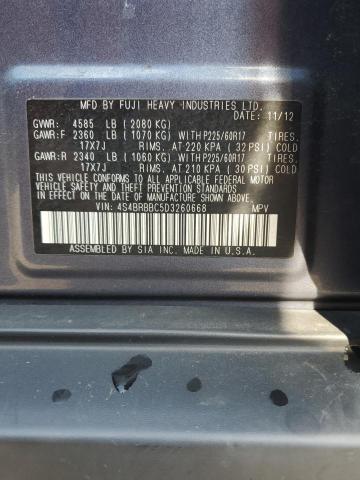 MFD BY FUJI HEAVY INDUSTRIES LTD.
DATE: 11/12
GVWR: 4585 LB (2080 KG)
GAWR:F 2360 LB (1070 KG) WITH P225/60R17 TIRES.
17X7J RIMS, AT 220 KPA (32 PSI) COLD
GAWR:R 2340 LB (1060 KG) WITH P225/60R17 TIRES.
17X7J RIMS, AT 210 KPA (30 PSI) COLD
THIS VEHICLE CONFORMS TO ALL APPLICABLE FEDERAL MOTOR
VEHICLE SAFETY, BUMPER, AND THEFT PREVENTION STANDARDS
IN EFFECT ON THE DATE OF MANUFACTURE SHOWN ABOVE.
VIN: 4S4BRBBC5D3260668 MPV
ASSEMBLED BY SIA INC. MADE IN U.S.A.